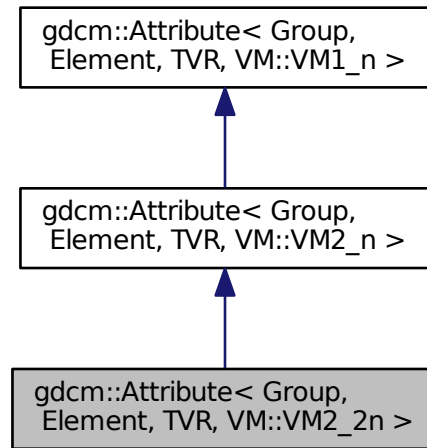 gdcm::Attribute< Group,
Element, TVR, VM::VM1_n >
gdcm::Attribute< Group,
Element, TVR, VM::VM2_n >
gdcm::Attribute< Group,
Element, TVR, VM::VM2_2n >